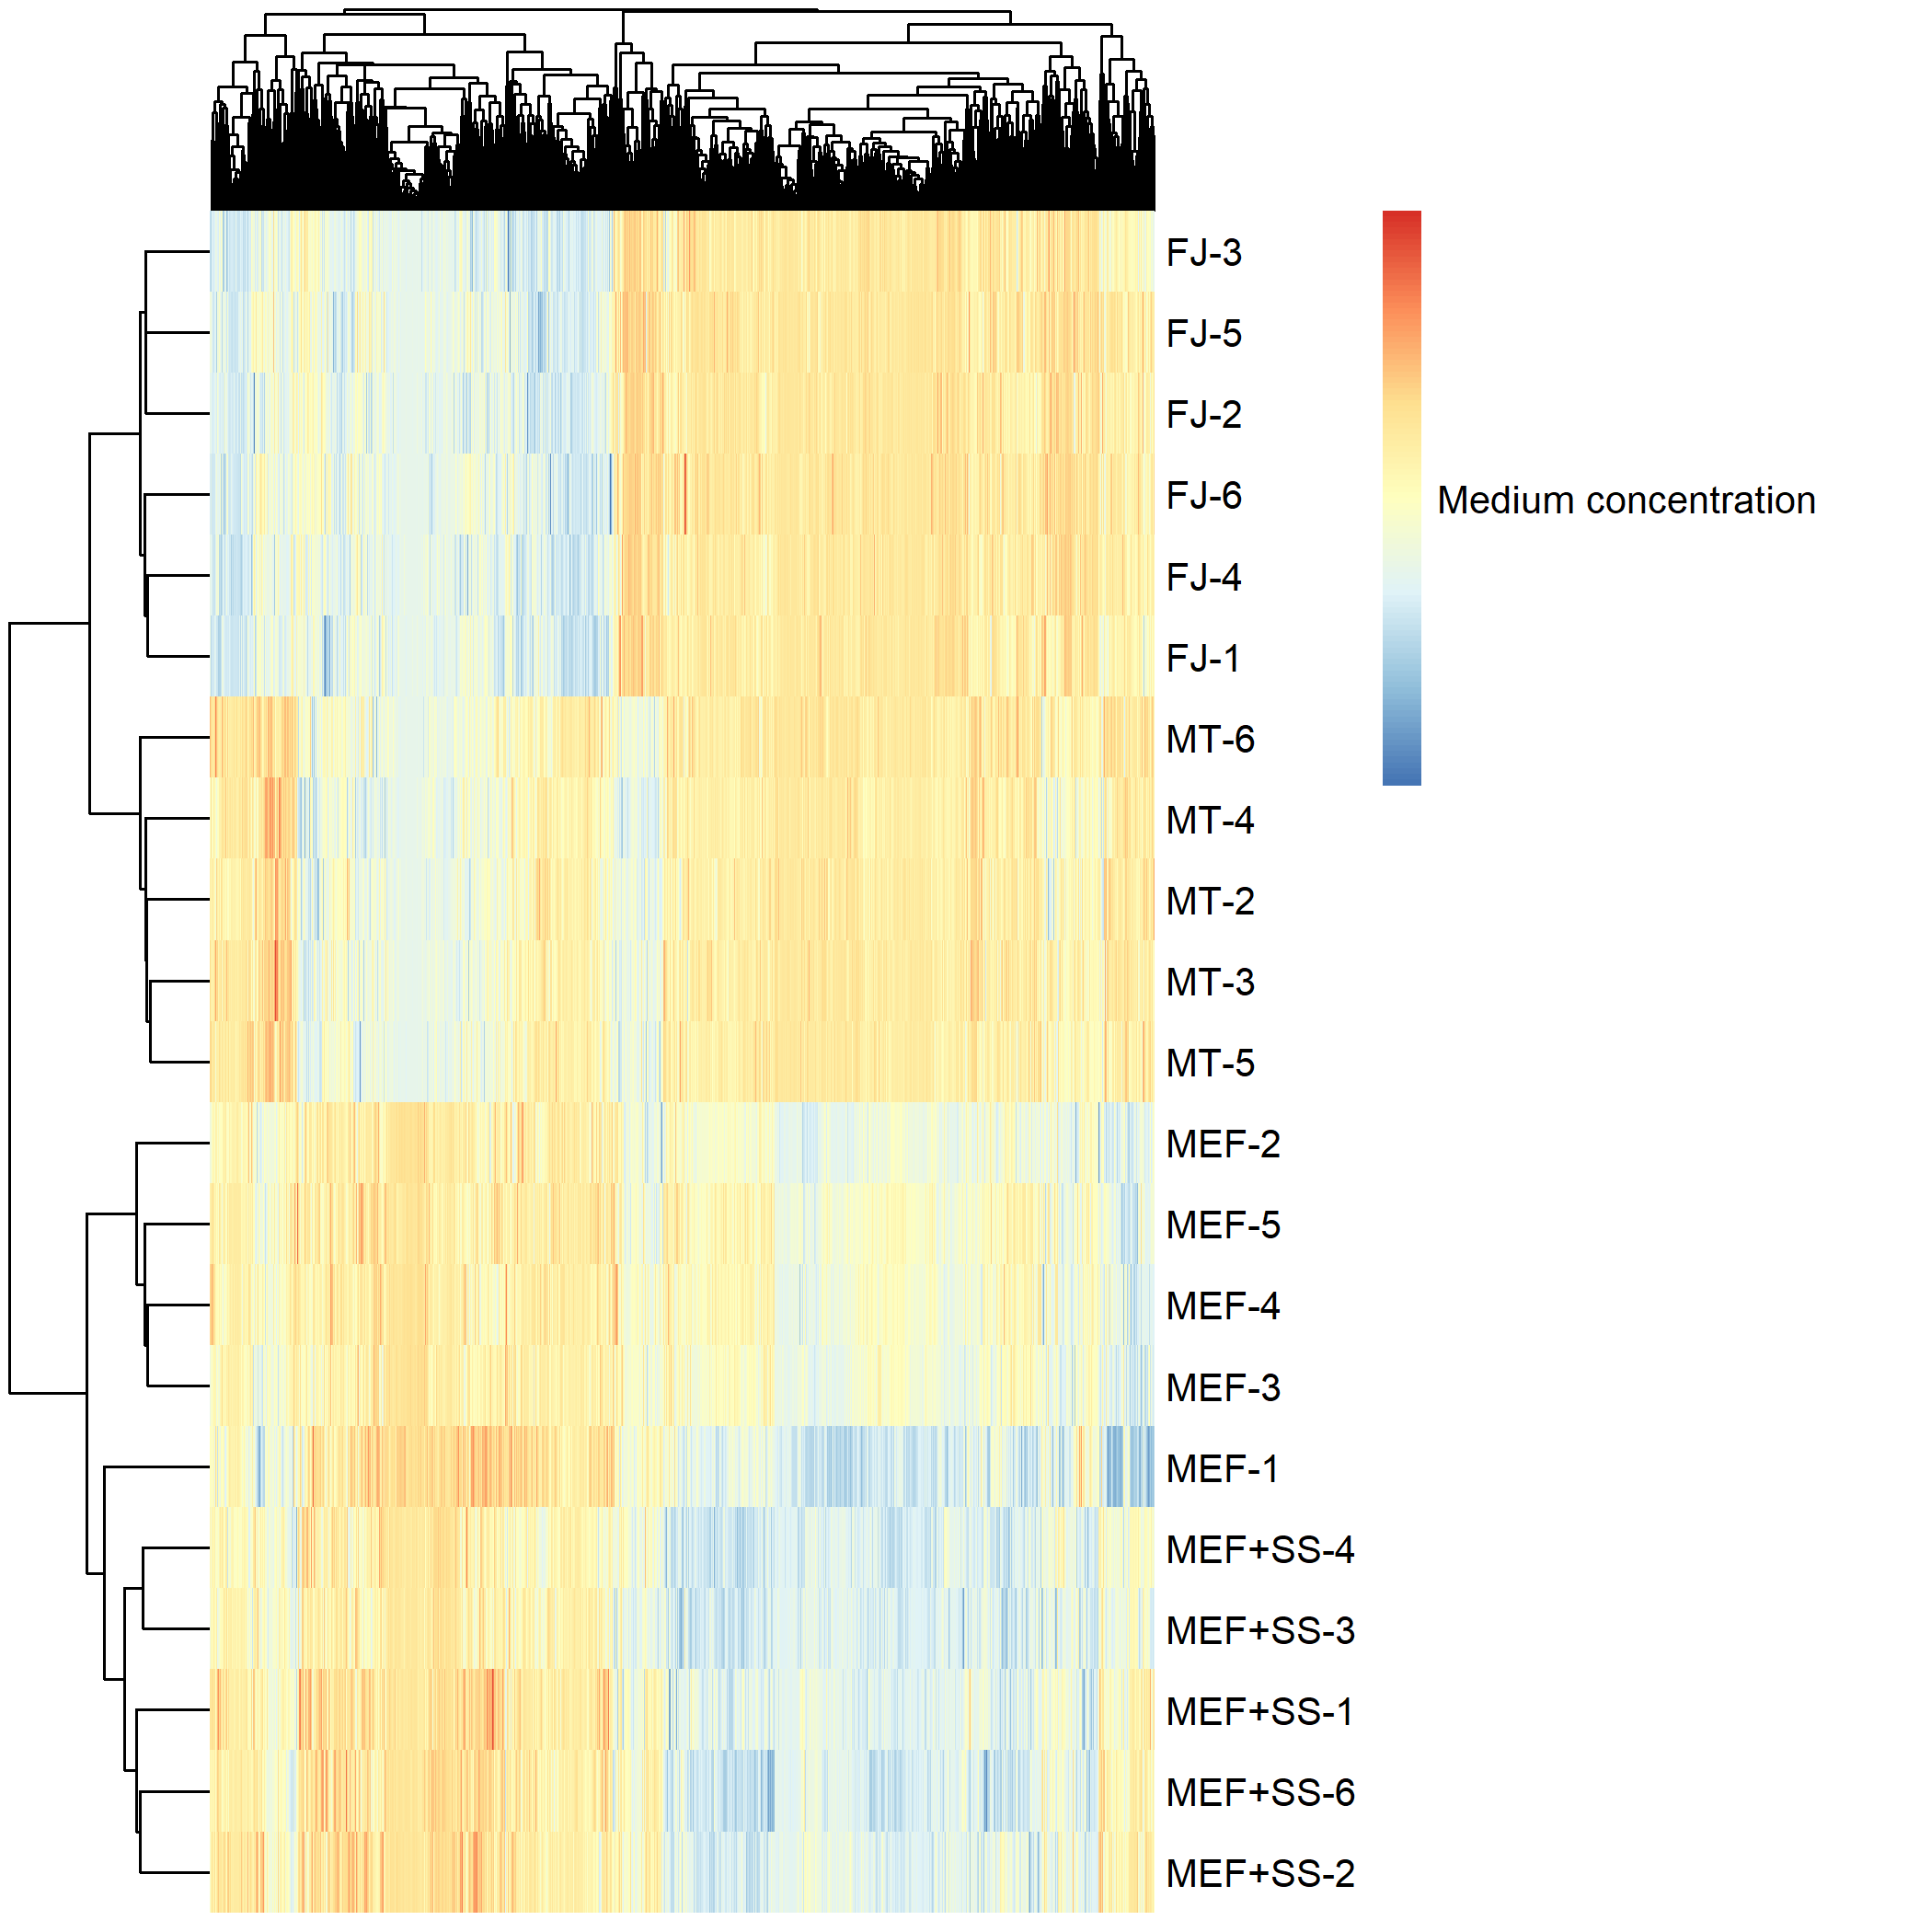 FJ-3
FJ-5
FJ-2
FJ-6
Medium concentration
FJ-4
FJ-1
MT-6
MT-4
MT-2
MT-3
MT-5
MEF-2
MEF-5
MEF-4
MEF-3
MEF-1
MEF+SS-4
MEF+SS-3
MEF+SS-1
MEF+SS-6
MEF+SS-2